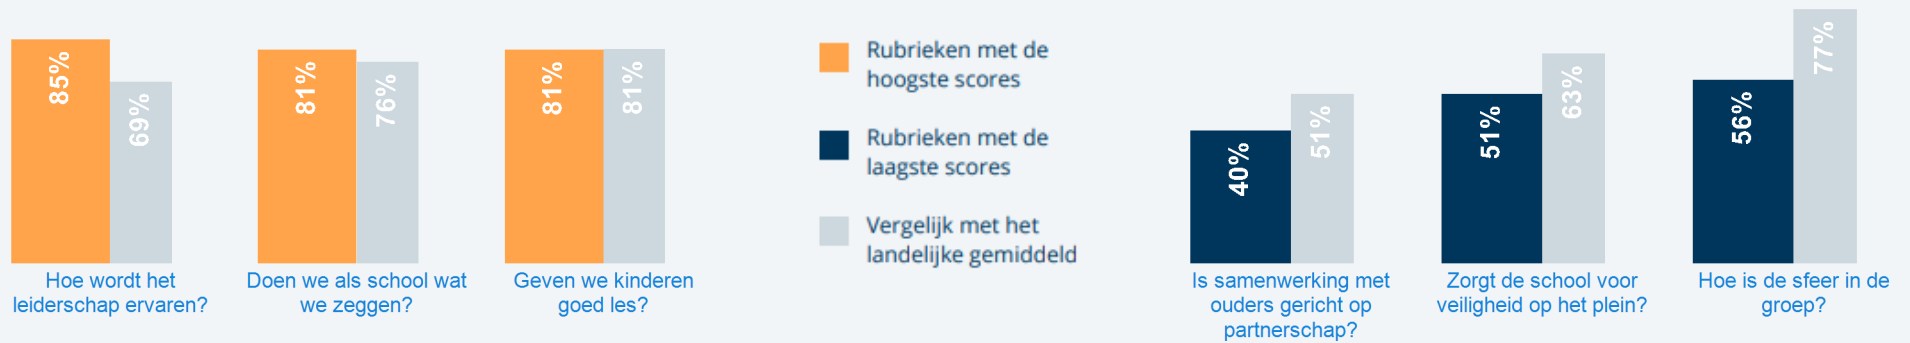 85%
69%
Hoe wordt het
leiderschap ervaren?
81%
76%
Doen we als school wat
we zeggen?
81%
81%
Geven we kinderen
goed les?
Rubrieken met de
hoogste scores
Rubrieken met de
laagste scores
Vergelijk met het
landelijke gemiddeld
40%
51%
Is samenwerking met
ouders gericht op
partnerschap?
51%
63%
Zorgt de school voor
veiligheid op het plein?
56%
77%
Hoe is de sfeer in de
groep?